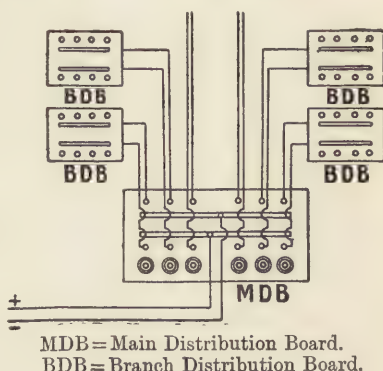 BDB BDB
BDB BDB
MDB
+
–
MDB=Main Distribution Board.
BDB=Branch Distribution Board.